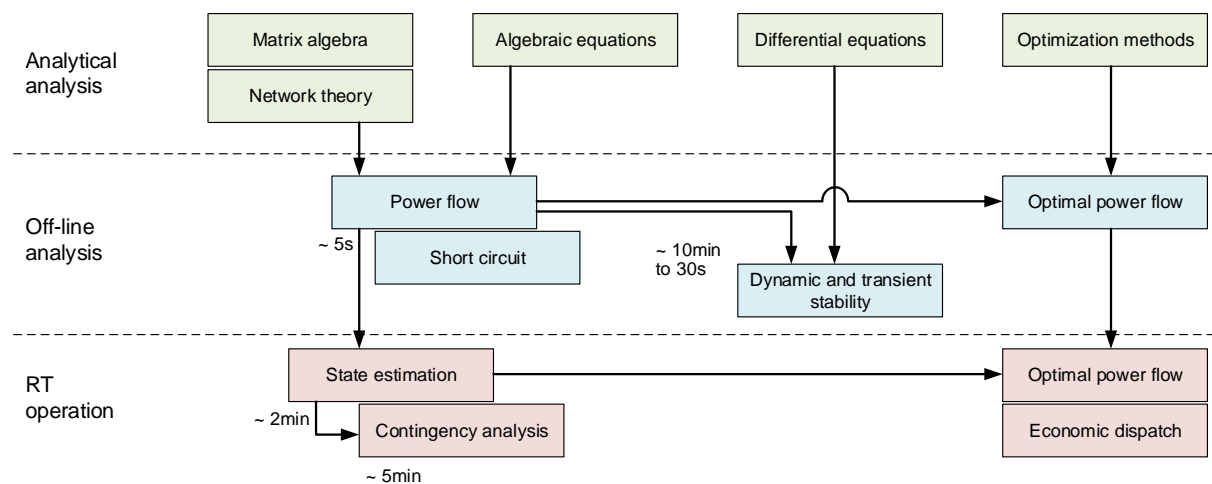 Analytical
analysis
Matrix algebra
Algebraic equations
Differential equations
Optimization methods
Network theory
Off-line
analysis
Power flow
Optimal power flow
~ 5s
Short circuit
~ 10min
to 30s
Dynamic and transient
stability
RT
operation
State estimation
Optimal power flow
~ 2min
Contingency analysis
Economic dispatch
~ 5min